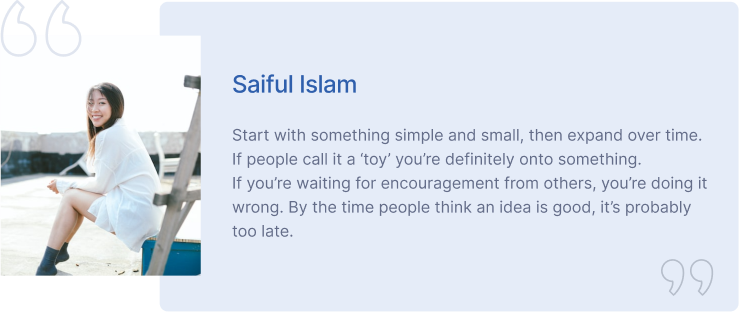 Saiful Islam
Start with something simple and small, then expand over time.
If people call it a ‘toy’ you’re definitely onto something.
If you’re waiting for encouragement from others, you’re doing it
wrong. By the time people think an idea is good, it’s probably
too late.